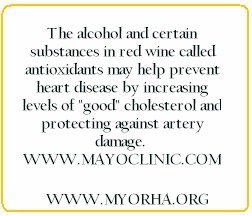 The alcohol and certain
substances in red wine called
antioxidants may help prevent
heart disease by increasing
levels of "good" cholesterol and
protecting against artery
damage.
WWW.MAYOCLINIC.COM
WWW.MYORHA.ORG